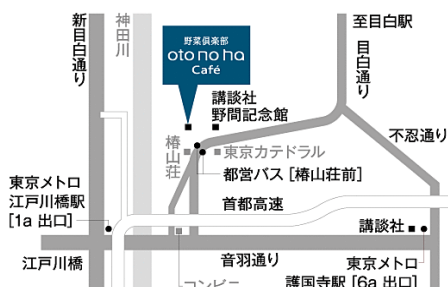 新目白通り
神田川
野菜倶楽部
oto no ha
Café
至目白駅
目白通り
講談社
野間記念館
不忍通り
椿山荘
東京カテドラル
都営バス [椿山荘前]
東京メトロ
江戸川橋駅
[1a 出口]
首都高速
講談社
江戸川橋
音羽通り
東京メトロ
護国寺駅 [6a 出口]
コンビニ